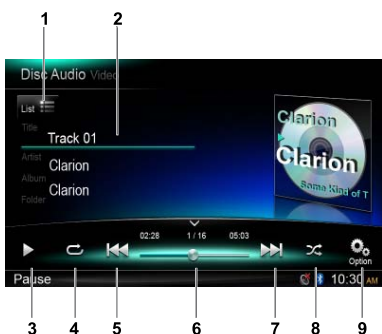 1 2
Disc Audio Video
List
Title
Track 01
Artist
Clarion
Album
Clarion
Folder
Clarion
Clarion
Some Kind of T
02:28 1 / 16 05:03
Option
Pause 10:30 AM
3 4 5 6 7 8 9